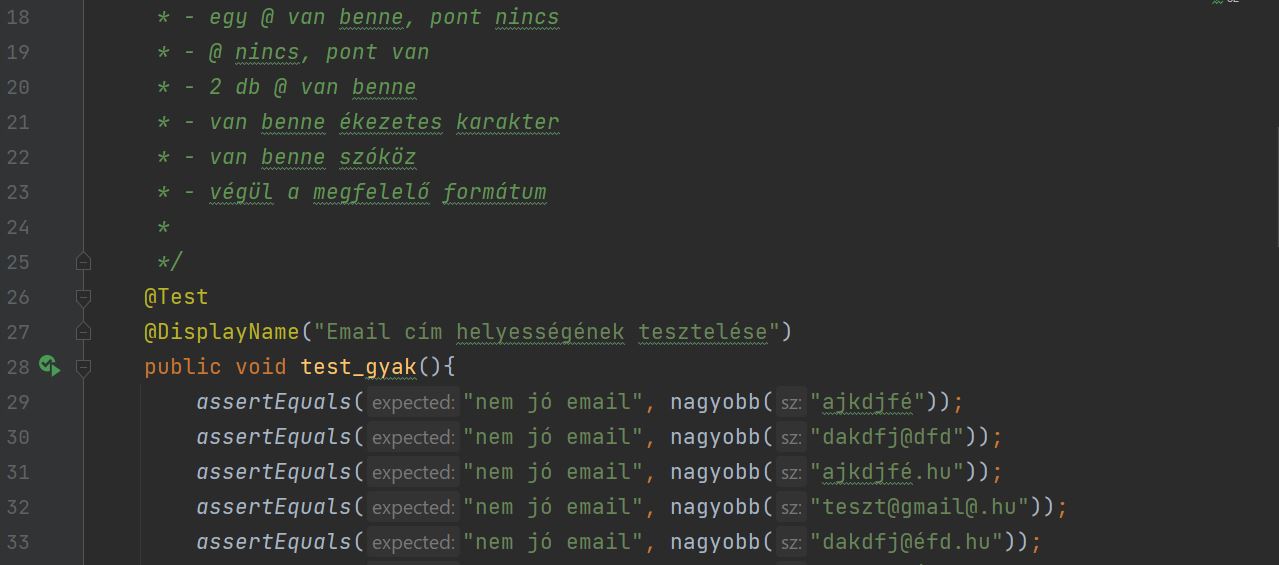 18 * - egy @ van benne, pont nincs
19 * - @ nincs, pont van
20 * - 2 db @ van benne
21 * - van benne ékezetes karakter
22 * - van benne szóköz
23 * - végül a megfelelő formátum
24 *
25 */
26 @Test
27 @DisplayName("Email cím helyességének tesztelése")
28 public void test_gyak(){
29 assertEquals( expected: "nem jó email", nagyobb( sz: "ajkdjfé"));
30 assertEquals( expected: "nem jó email", nagyobb( sz: "dakdfj@dfd"));
31 assertEquals( expected: "nem jó email", nagyobb( sz: "ajkdjfé.hu"));
32 assertEquals( expected: "nem jó email", nagyobb( sz: "teszt@gmail@.hu"));
33 assertEquals( expected: "nem jó email", nagyobb( sz: "dakdfj@éfd.hu"));